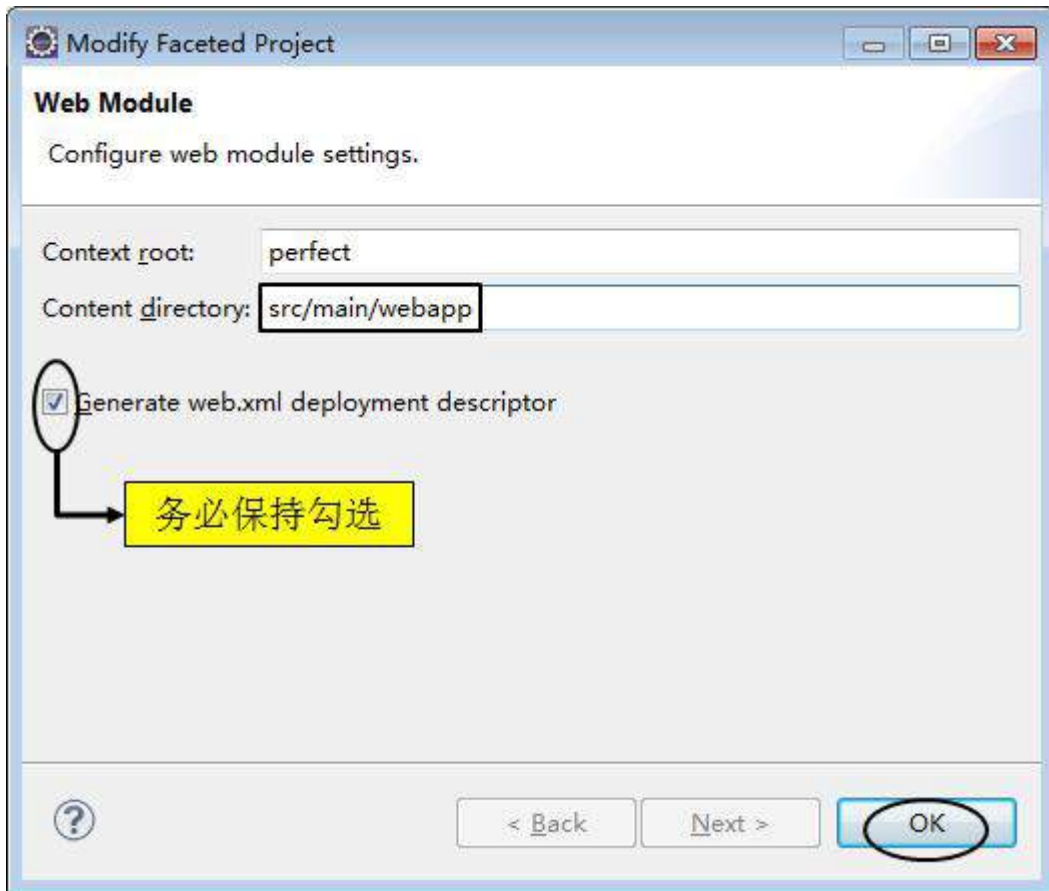 Modify Faceted Project
Web Module
Configure web module settings.
Context root: perfect
Content directory: src/main/webapp
Generate web.xml deployment descriptor
务必保持勾选
?
< Back
Next >
OK